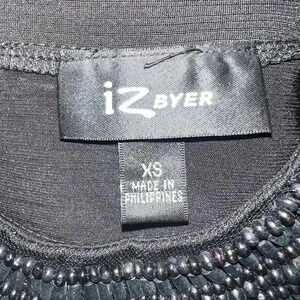 iZ BYER
XS
MADE IN
PHILIPPINES